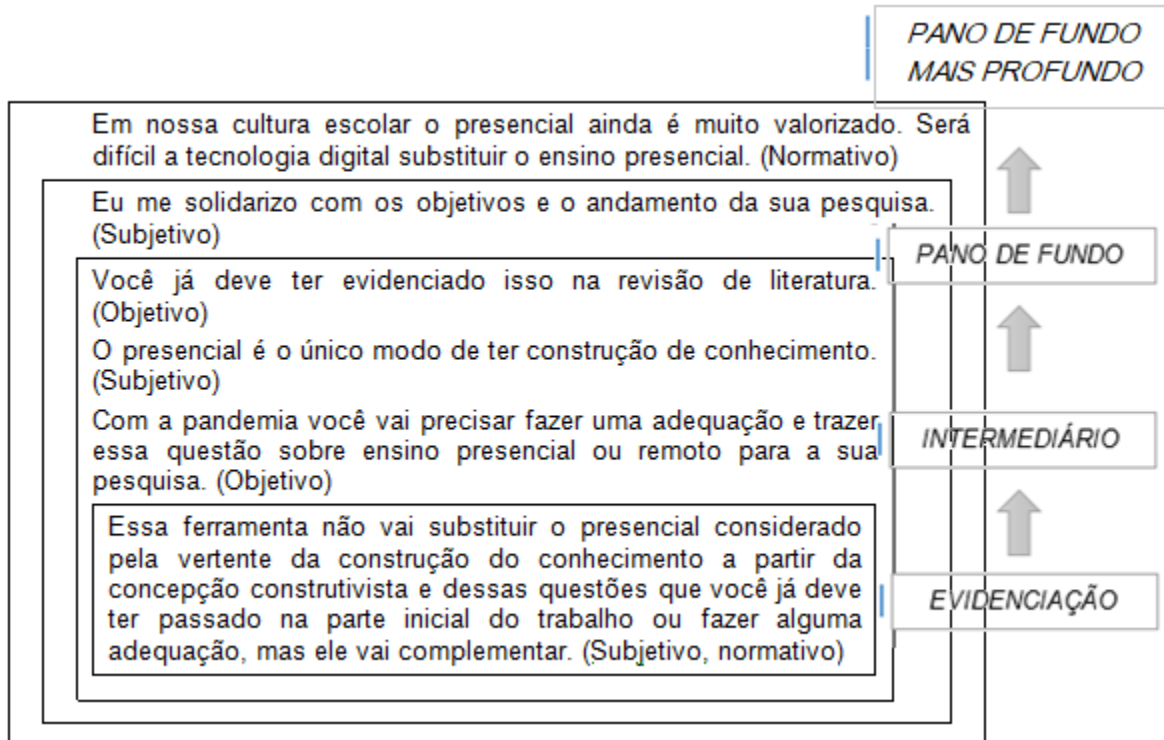 PANO DE FUNDO
MAIS PROFUNDO
Em nossa cultura escolar o presencial ainda é muito valorizado. Será
difícil a tecnologia digital substituir o ensino presencial. (Normativo)
Eu me solidarizo com os objetivos e o andamento da sua pesquisa.
(Subjetivo)
PANO DE FUNDO
Você já deve ter evidenciado isso na revisão de literatura.
(Objetivo)
O presencial é o único modo de ter construção de conhecimento.
(Subjetivo)
Com a pandemia você vai precisar fazer uma adequação e trazer
essa questão sobre ensino presencial ou remoto para a sua
pesquisa. (Objetivo)
INTERMEDIÁRIO
Essa ferramenta não vai substituir o presencial considerado
pela vertente da construção do conhecimento a partir da
concepção construtivista e dessas questões que você já deve
ter passado na parte inicial do trabalho ou fazer alguma
adequação, mas ele vai complementar. (Subjetivo, normativo)
EVIDENCIAÇÃO